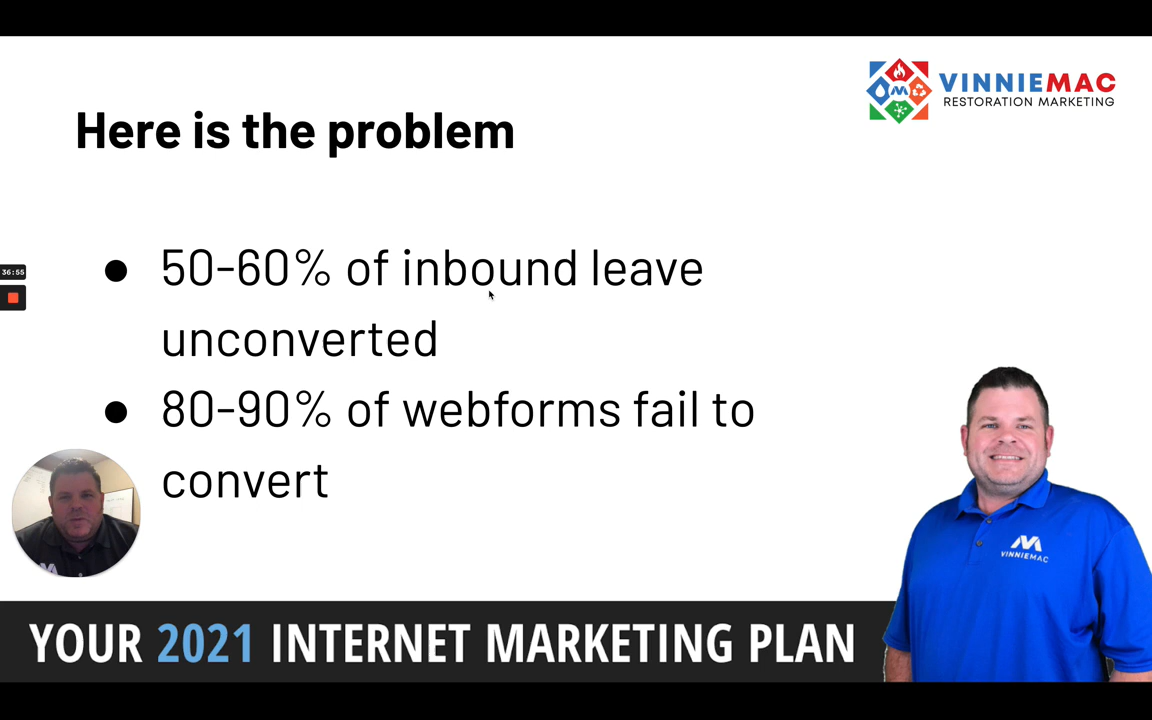 VINNIEMAC
RESTORATION MARKETING
Here is the problem
36:55
● 50-60% of inbound leave
unconverted
● 80-90% of webforms fail to
convert
VINNIEMAC
YOUR 2021 INTERNET MARKETING PLAN